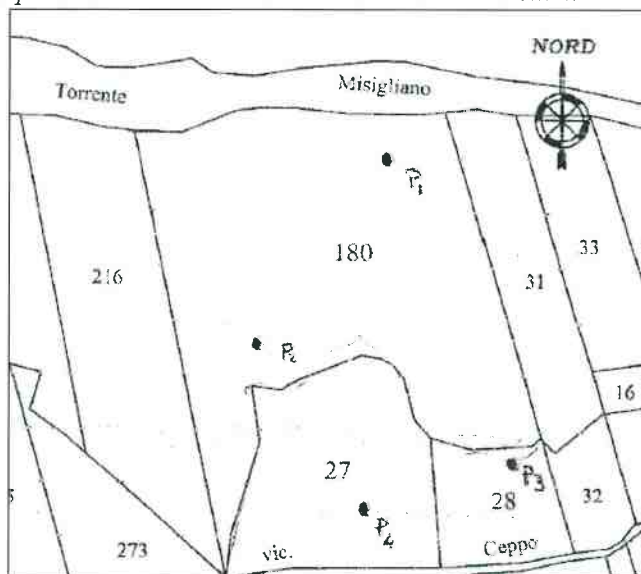 NORD
Torrente Misigliano
P1
180
33
216
31
P2
16
27
P3
28
32
P4
273
vic. Ceppo